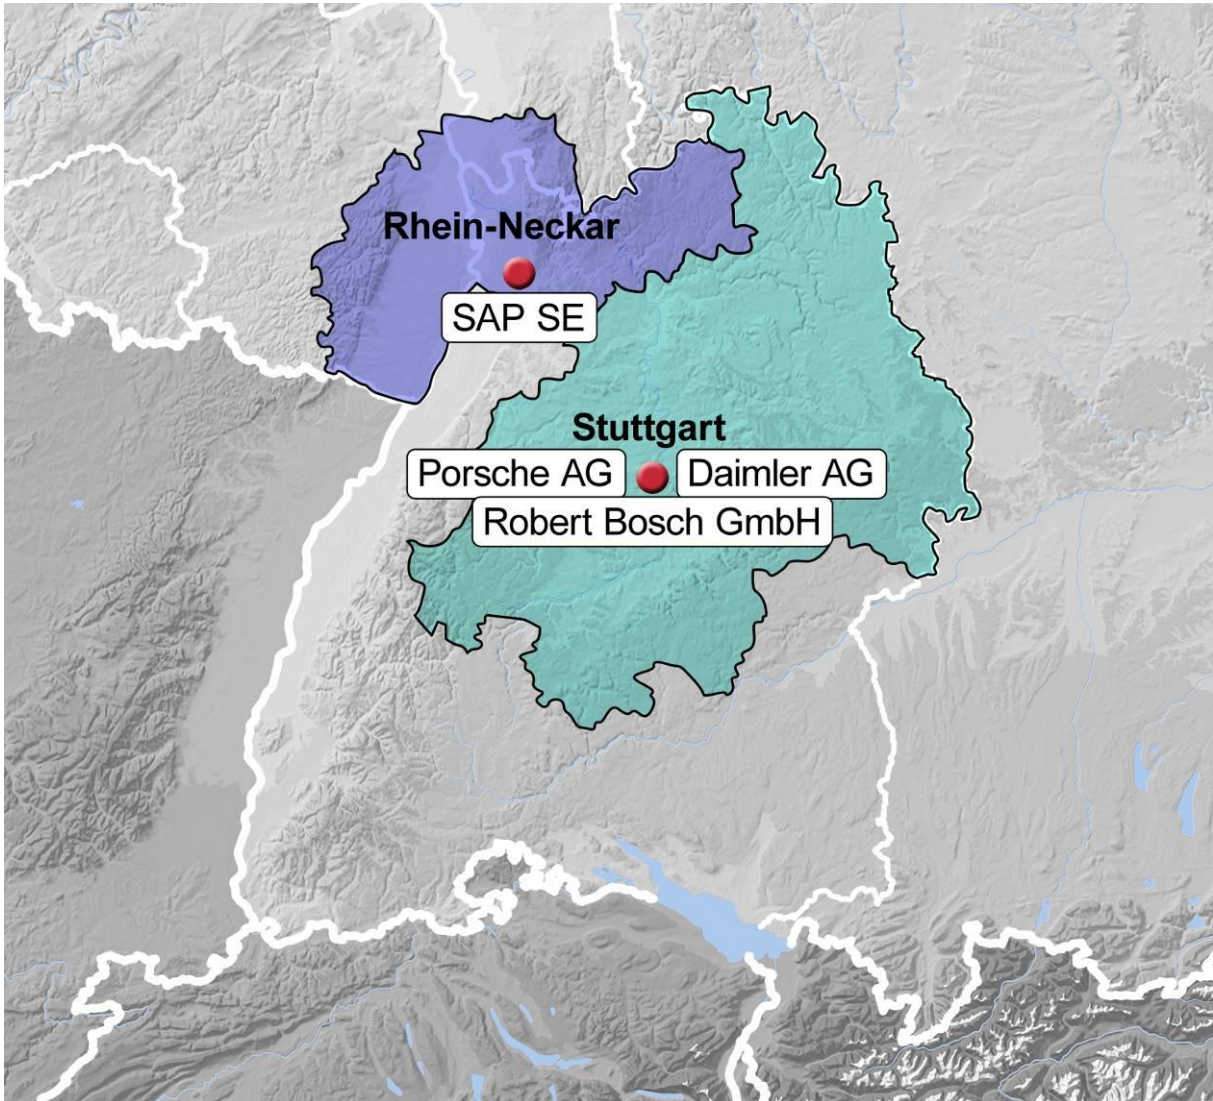 Rhein-Neckar
SAP SE
Stuttgart
Porsche AG
Daimler AG
Robert Bosch GmbH